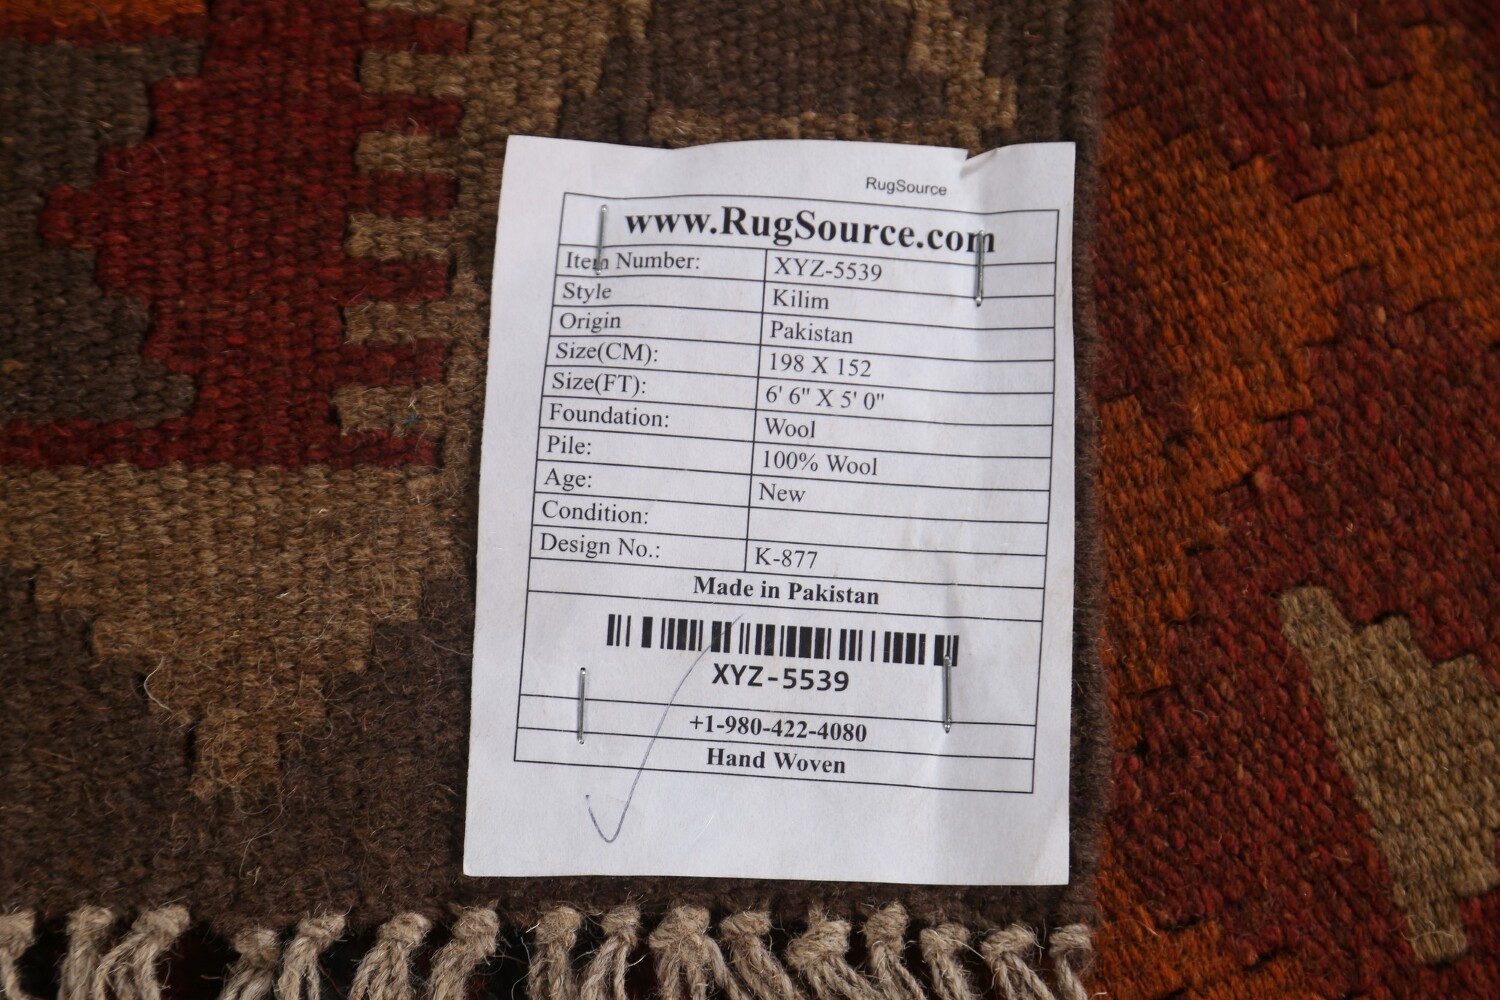 RugSource
www.RugSource.com
Item Number: XYZ-5539
Style Kilim
Origin Pakistan
Size(CM): 198 X 152
Size(FT): 6' 6" X 5' 0"
Foundation: Wool
Pile: 100% Wool
Age: New
Condition:
Design No.: K-877
Made in Pakistan
XYZ-5539
+1-980-422-4080
Hand Woven